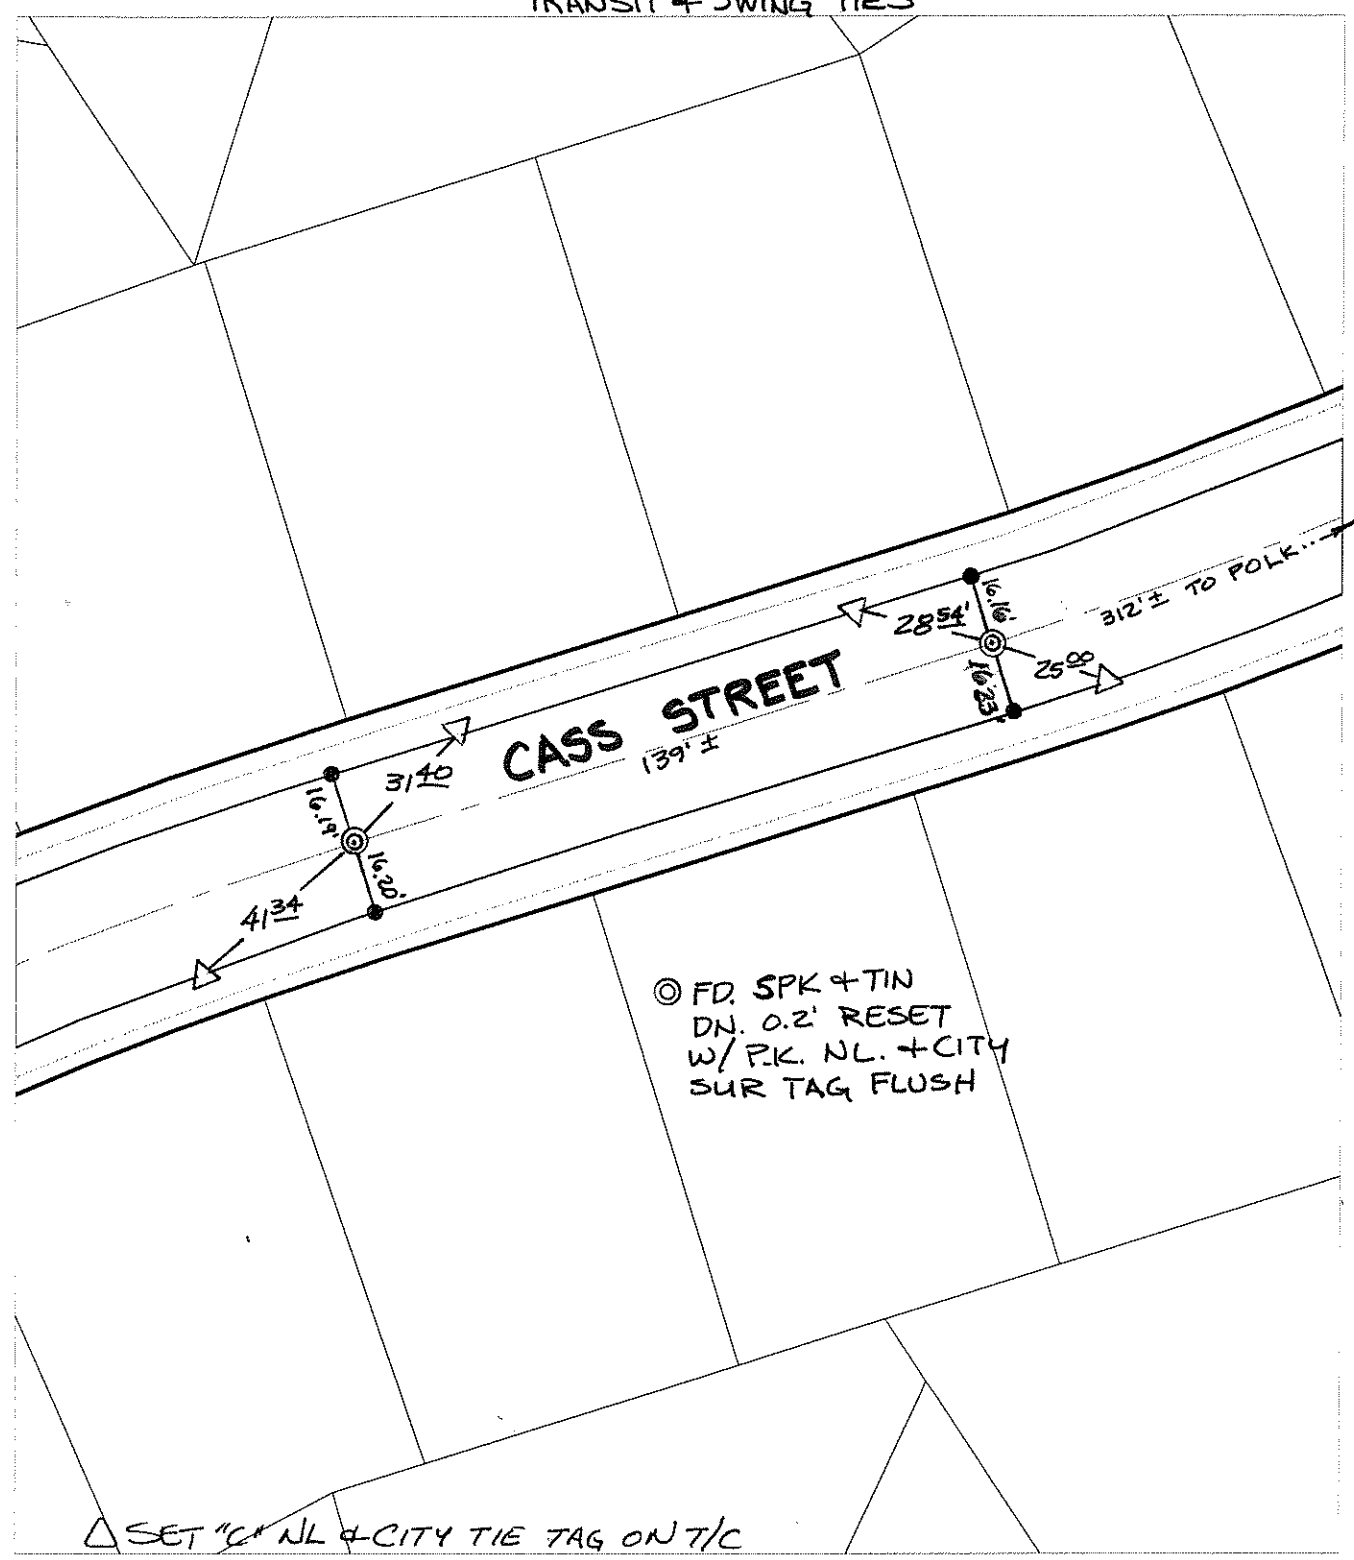 TRANSIT & SWING TIES
312'± TO POLK...
16.16'
28 54'
25 00
16.23'
CASS STREET
139' ±
31 40
16.19'
16.20'
41 34
FD. SPK & TIN
DN. 0.2' RESET
W/ P.K. NL. & CITY
SUR TAG FLUSH
SET "C" NL & CITY TIE TAG ON T/C